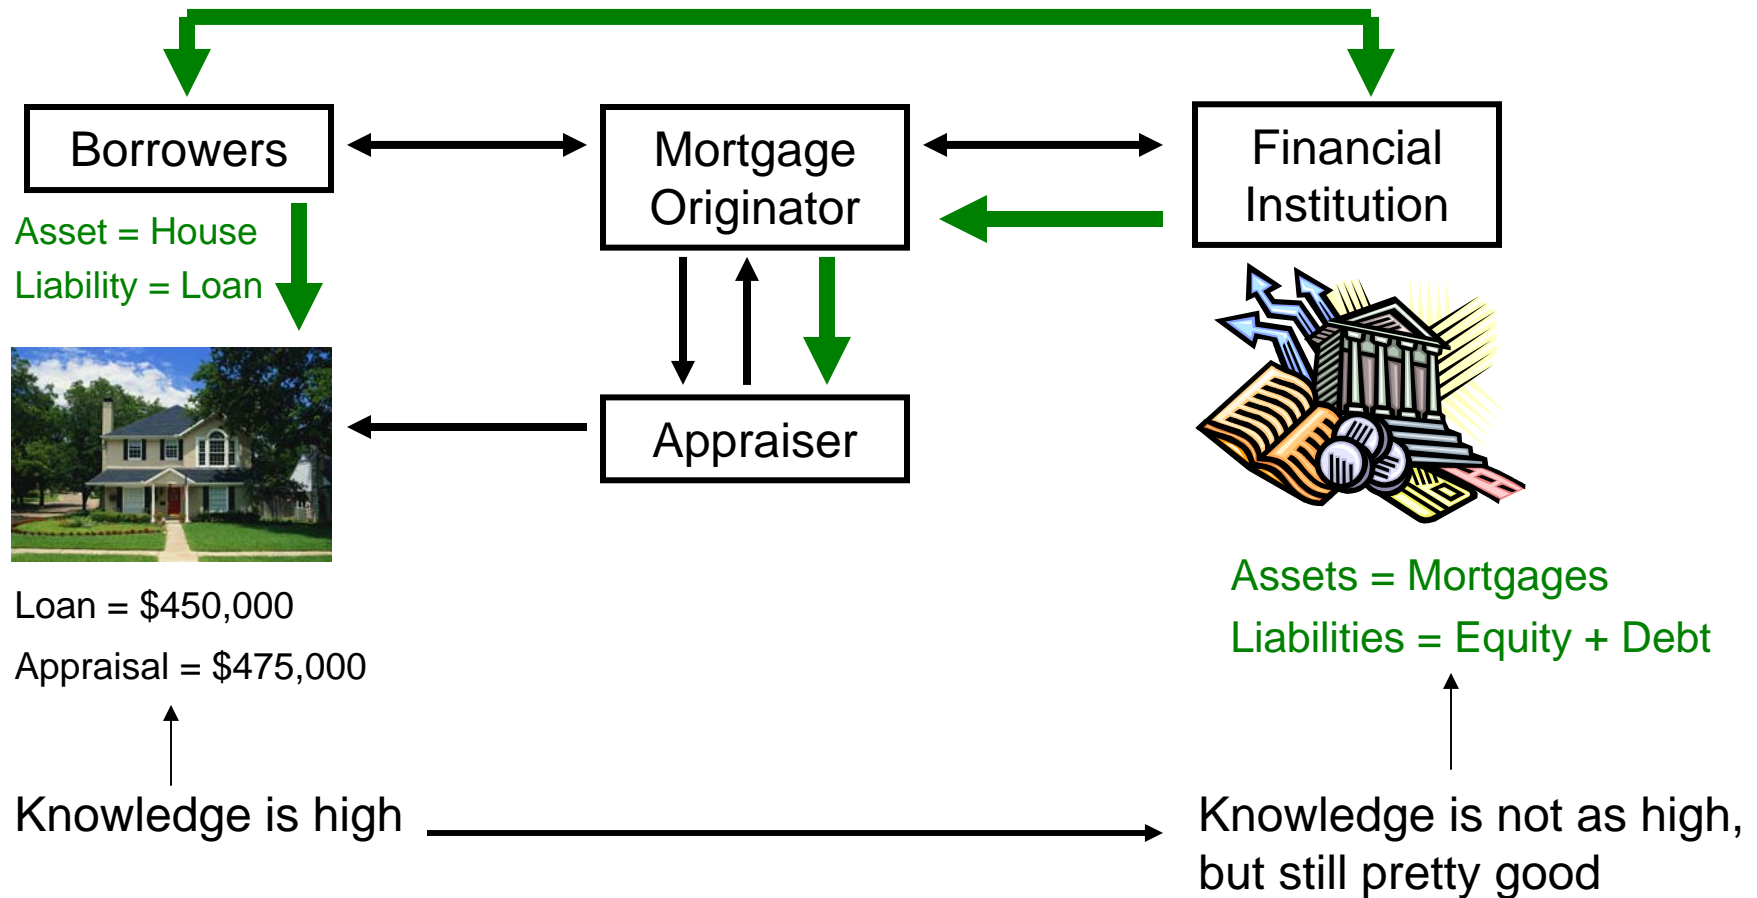 Borrowers
Mortgage
Originator
Financial
Institution
Asset = House
Liability = Loan
Appraiser
Loan = $450,000
Appraisal = $475,000
Assets = Mortgages
Liabilities = Equity + Debt
Knowledge is high
Knowledge is not as high,
but still pretty good